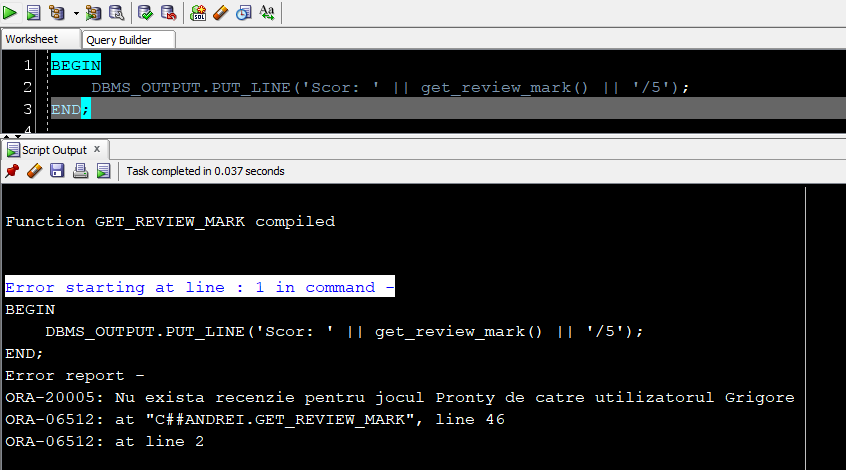 Worksheet
Query Builder
1 BEGIN
2 DBMS_OUTPUT.PUT_LINE('Scor: ' || get_review_mark() || '/5');
3 END;
4
Script Output x
Task completed in 0.037 seconds
Function GET_REVIEW_MARK compiled
Error starting at line : 1 in command -
BEGIN
DBMS_OUTPUT.PUT_LINE('Scor: ' || get_review_mark() || '/5');
END;
Error report -
ORA-20005: Nu exista recenzie pentru jocul Pronty de catre utilizatorul Grigore
ORA-06512: at "C##ANDREI.GET_REVIEW_MARK", line 46
ORA-06512: at line 2